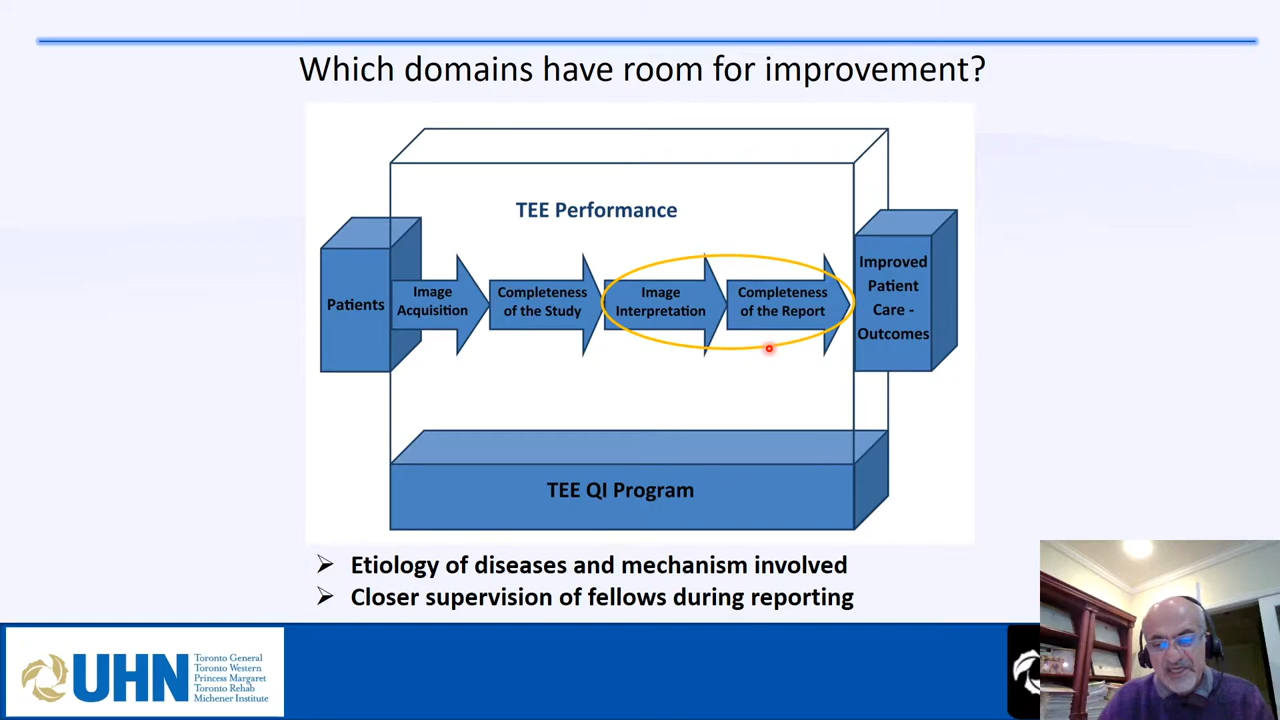 Which domains have room for improvement?
TEE Performance
Patients
Image
Acquisition
Completeness
of the Study
Image
Interpretation
Completeness
of the Report
Improved
Patient
Care -
Outcomes
TEE QI Program
Etiology of diseases and mechanism involved
Closer supervision of fellows during reporting
UHN
Toronto General
Toronto Western
Princess Margaret
Toronto Rehab
Michener Institute